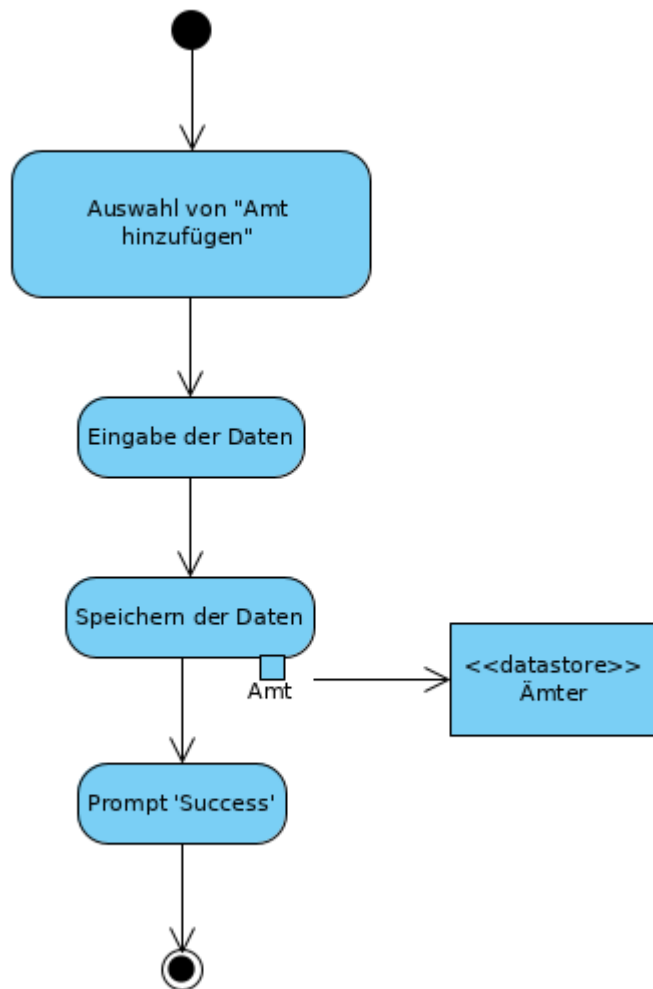 Auswahl von "Amt
hinzufügen"
Eingabe der Daten
Speichern der Daten
Amt
<<datastore>>
Ämter
Prompt 'Success'